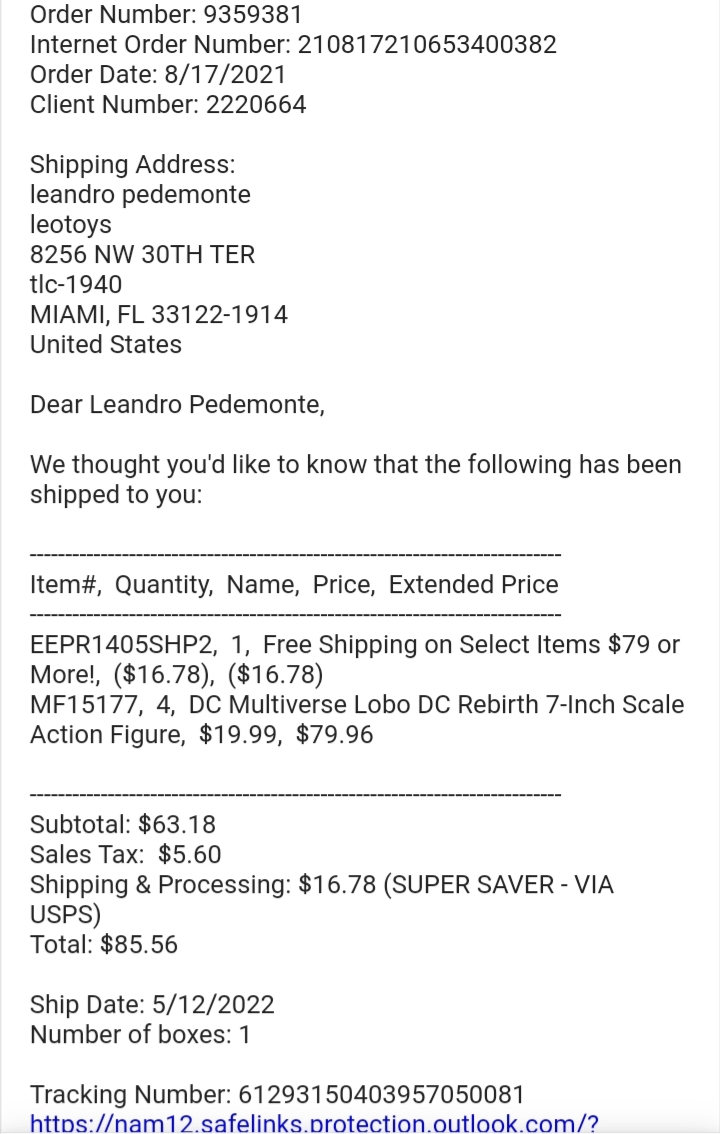 Order Number: 9359381
Internet Order Number: 210817210653400382
Order Date: 8/17/2021
Client Number: 2220664
Shipping Address:
leandro pedemonte
leotoys
8256 NW 30TH TER
tlc-1940
MIAMI, FL 33122-1914
United States
Dear Leandro Pedemonte,
We thought you'd like to know that the following has been
shipped to you:
---------------------------------------------------------------------------
Item#,  Quantity,  Name,  Price,  Extended Price
---------------------------------------------------------------------------
EEPR1405SHP2,  1,  Free Shipping on Select Items $79 or
More!,  ($16.78),  ($16.78)
MF15177,  4,  DC Multiverse Lobo DC Rebirth 7-Inch Scale
Action Figure,  $19.99,  $79.96
---------------------------------------------------------------------------
Subtotal: $63.18
Sales Tax:  $5.60
Shipping & Processing: $16.78 (SUPER SAVER - VIA
USPS)
Total: $85.56
Ship Date: 5/12/2022
Number of boxes: 1
Tracking Number: 61293150403957050081
https://nam12.safelinks.protection.outlook.com/?